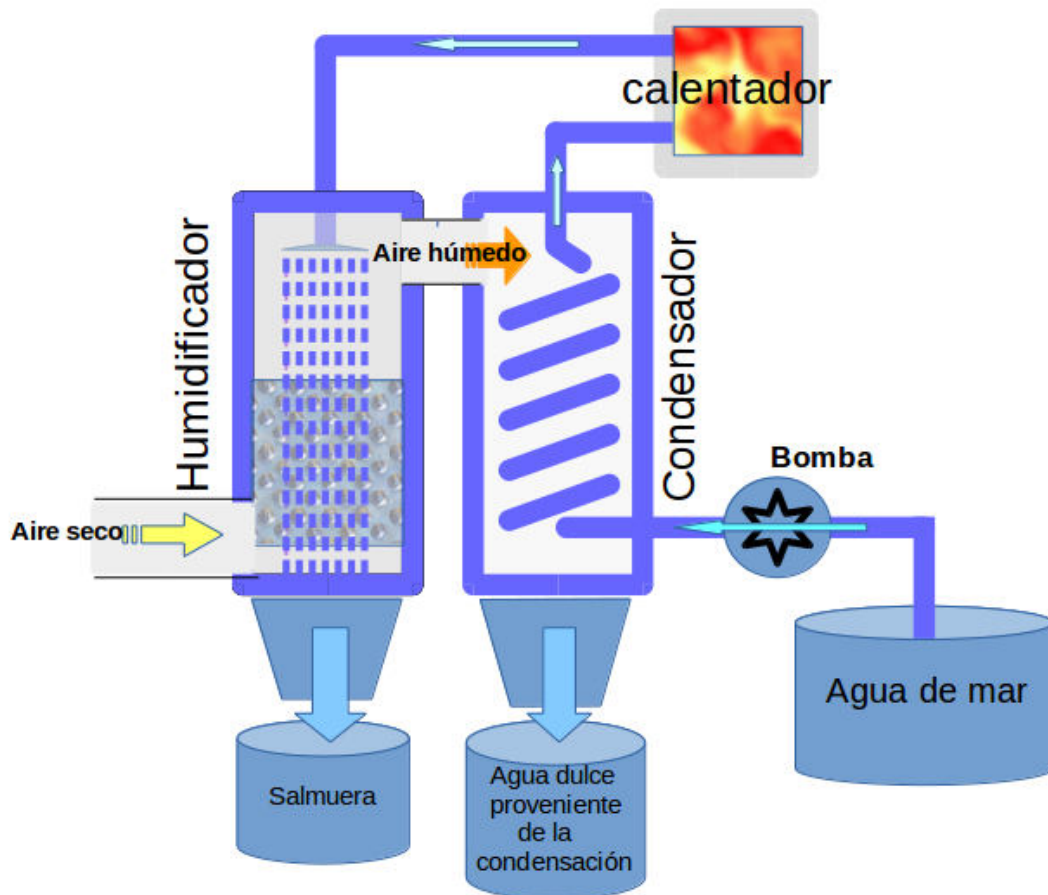 calentador
Humidificador
Aire húmedo
Condensador
Bomba
Aire seco
Agua de mar
Salmuera
Agua dulce
proveniente
de la
condensación